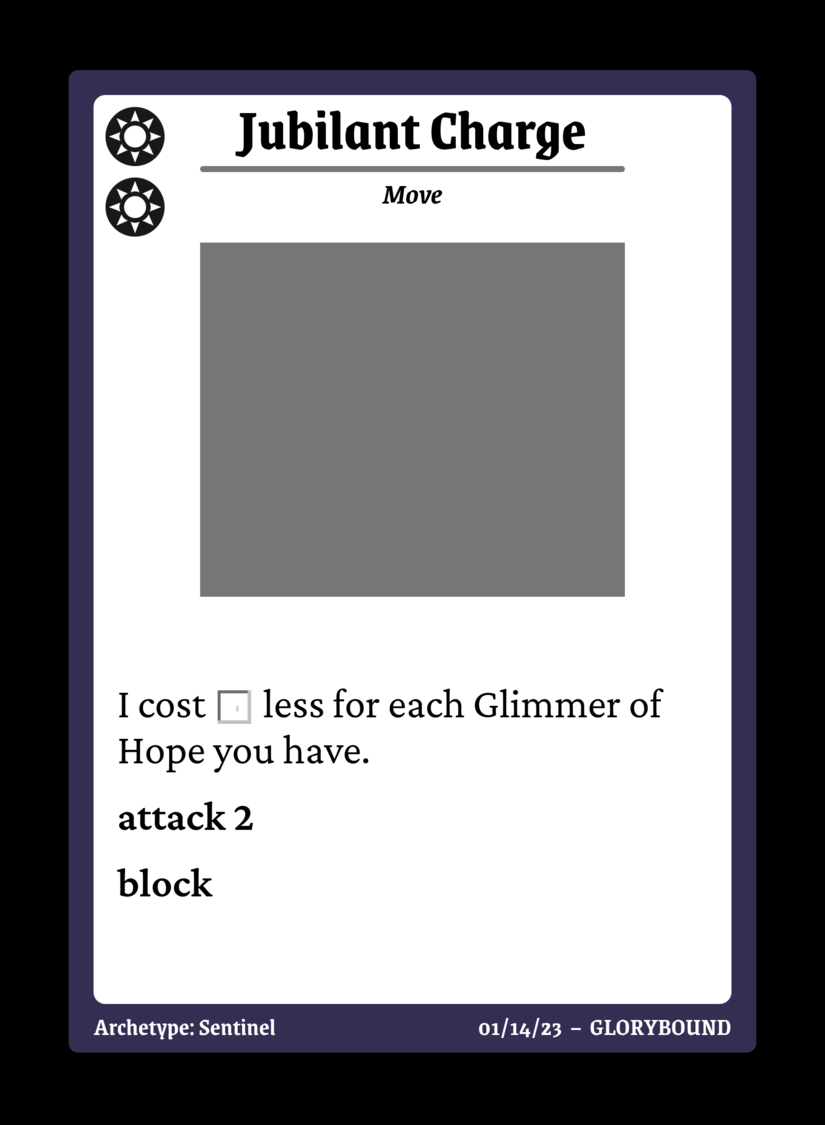 Jubilant Charge
Move
I cost less for each Glimmer of
Hope you have.
attack 2
block
Archetype: Sentinel
01/14/23 – GLORYBOUND